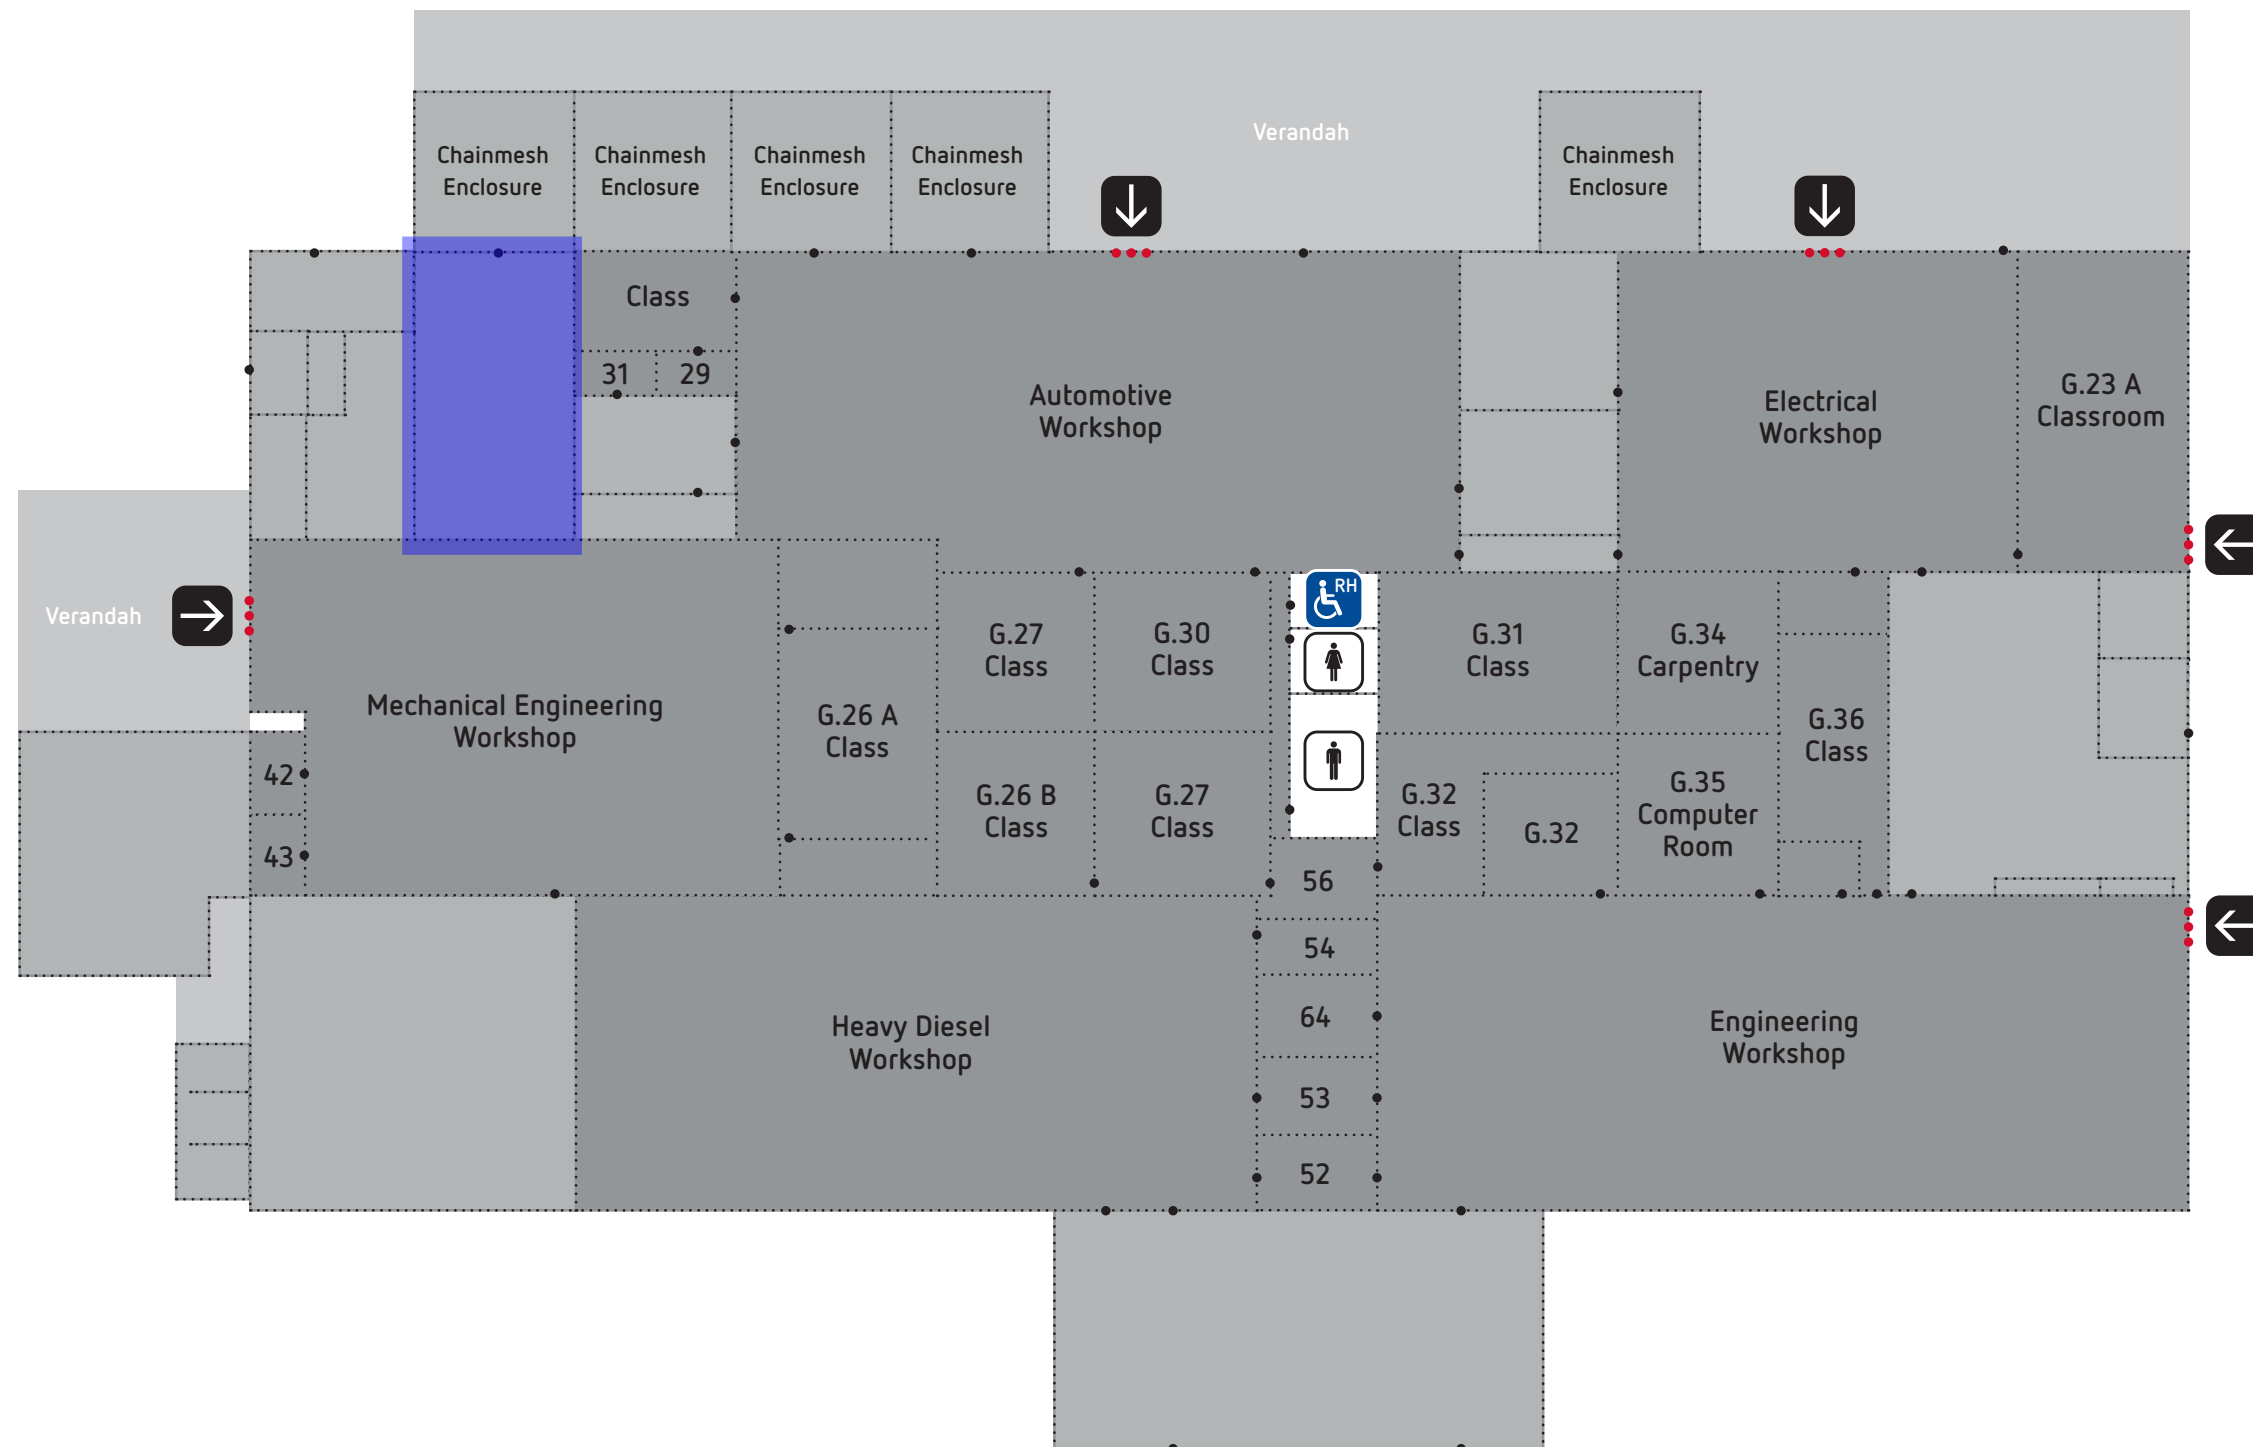 Verandah
Chainmesh
Enclosure
Chainmesh
Enclosure
Chainmesh
Enclosure
Chainmesh
Enclosure
Chainmesh
Enclosure
Class
31
29
Automotive
Workshop
Electrical
Workshop
G.23 A
Classroom
Verandah
RH
G.27
Class
G.30
Class
G.31
Class
G.34
Carpentry
Mechanical Engineering
Workshop
G.26 A
Class
G.36
Class
42
43
G.26 B
Class
G.27
Class
G.32
Class
G.32
G.35
Computer
Room
56
54
64
53
52
Heavy Diesel
Workshop
Engineering
Workshop